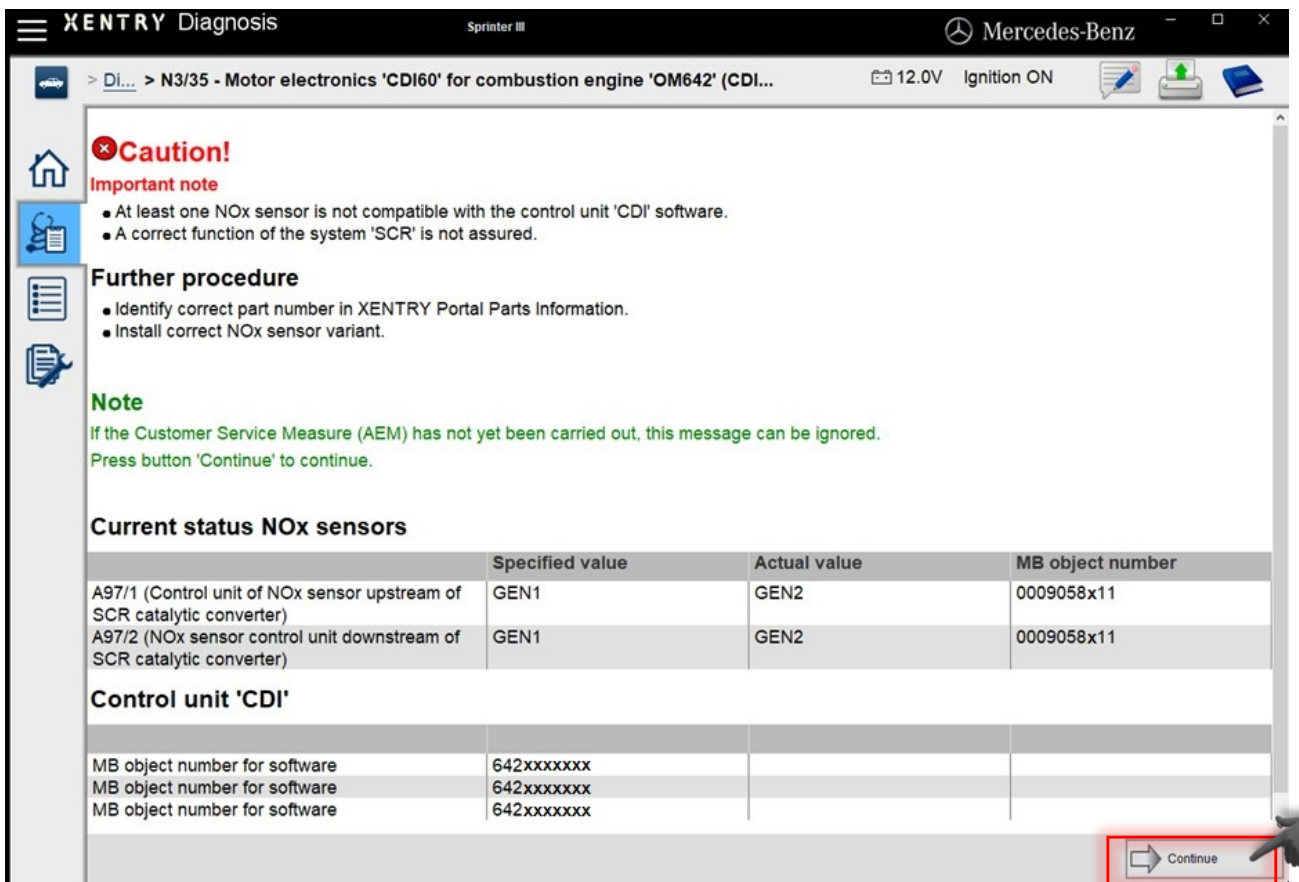 XENTRY Diagnosis
Sprinter III
Mercedes-Benz
> Di... > N3/35 - Motor electronics 'CDI60' for combustion engine 'OM642' (CDI...
12.0V
Ignition ON
Caution!
Important note
At least one NOx sensor is not compatible with the control unit 'CDI' software.
A correct function of the system 'SCR' is not assured.
Further procedure
Identify correct part number in XENTRY Portal Parts Information.
Install correct NOx sensor variant.
Note
If the Customer Service Measure (AEM) has not yet been carried out, this message can be ignored.
Press button 'Continue' to continue.
Current status NOx sensors
Specified value Actual value MB object number
A97/1 (Control unit of NOx sensor upstream of GEN1 GEN2 0009058x11
SCR catalytic converter)
A97/2 (NOx sensor control unit downstream of GEN1 GEN2 0009058x11
SCR catalytic converter)
Control unit 'CDI'
MB object number for software 642xxxxxxx
MB object number for software 642xxxxxxx
MB object number for software 642xxxxxxx
Continue